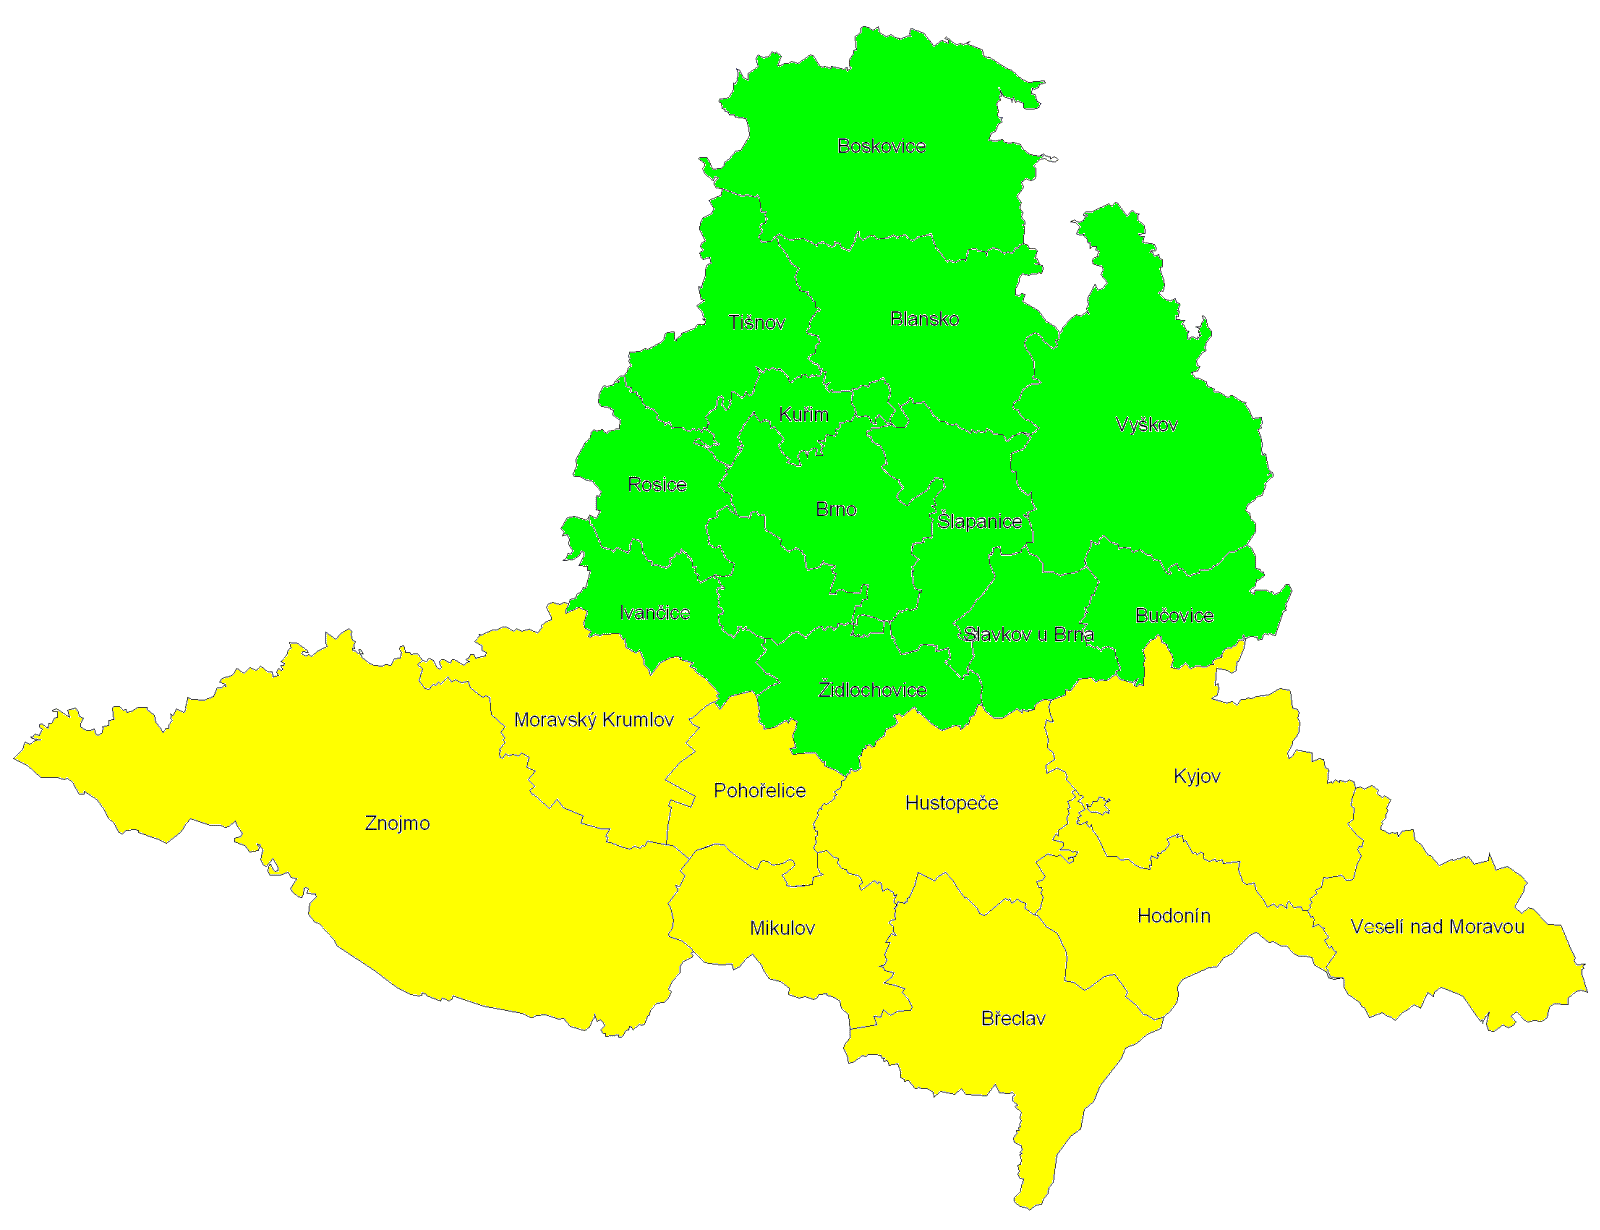 Boskovice
Tišnov
Blansko
Kuřim
Vyškov
Rosice
Brno
Šlapanice
Ivančice
Bučovice
Slavkov u Brna
Židlochovice
Moravský Krumlov
Kyjov
Pohořelice
Hustopeče
Znojmo
Hodonín
Veselí nad Moravou
Mikulov
Břeclav